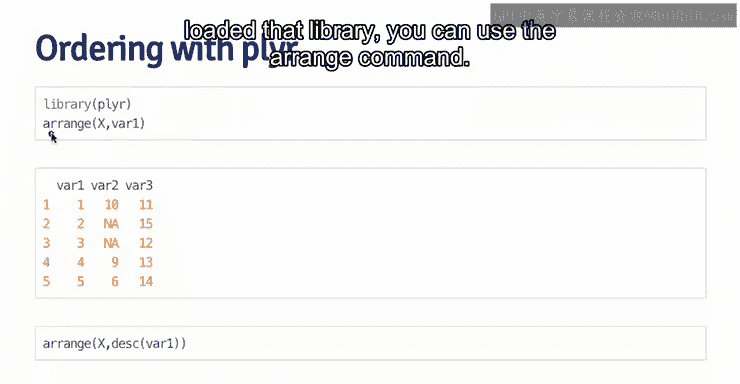 loaded that library, you can use the
arrange command.
Ordering with plyr
library(plyr)
arrange(X,var1)
var1 var2 var3
1 1 10 11
2 2 NA 15
3 3 NA 12
4 4 9 13
5 5 6 14
arrange(X,desc(var1))